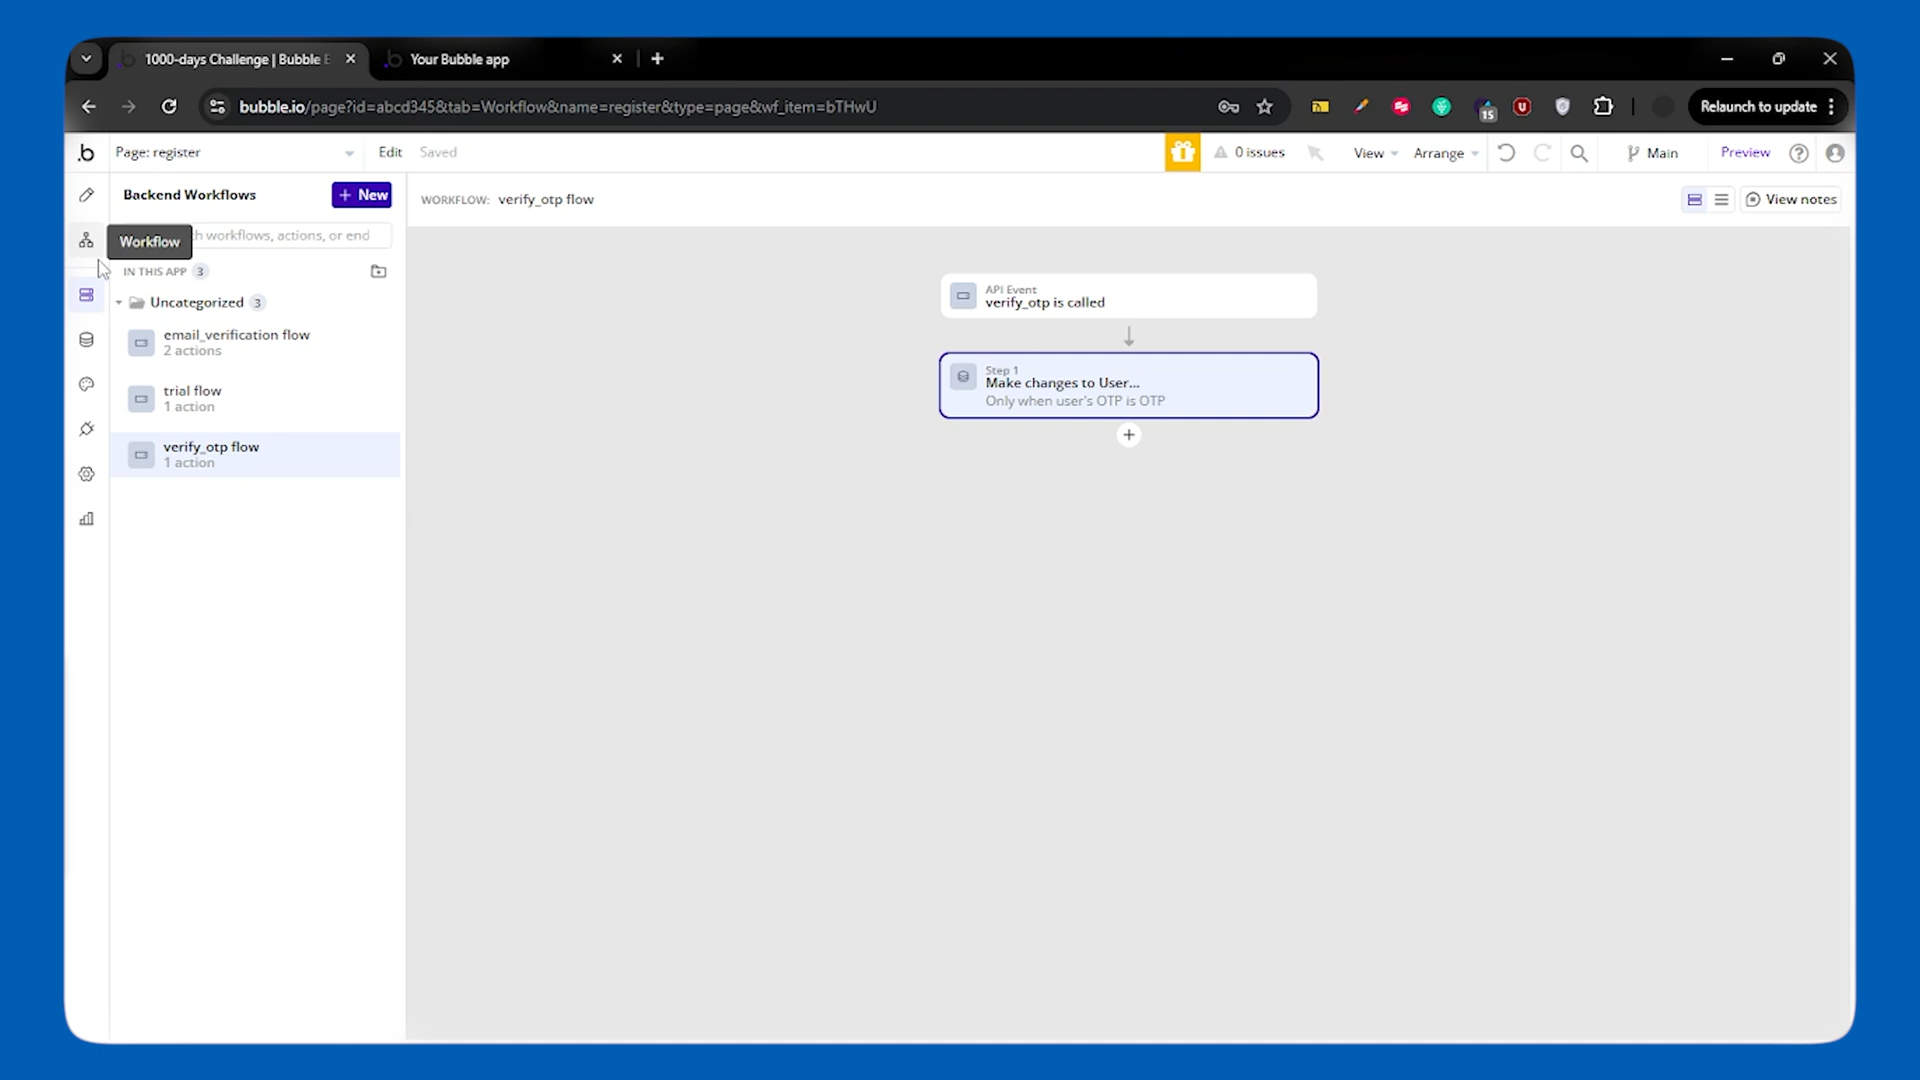 1000-days Challenge | Bubble E
Your Bubble app
bubble.io/page?id=abcd345&tab=Workflow&name=register&type=page&wf_item=bTHwU
15
Relaunch to update
.b
Page: register
Edit
Saved
0 issues
View
Arrange
Main
Preview
Backend Workflows
+ New
WORKFLOW: verify_otp flow
View notes
Workflow
h workflows, actions, or end
IN THIS APP 3
Uncategorized 3
email_verification flow
2 actions
trial flow
1 action
verify_otp flow
1 action
API Event
verify_otp is called
Step 1
Make changes to User...
Only when user's OTP is OTP